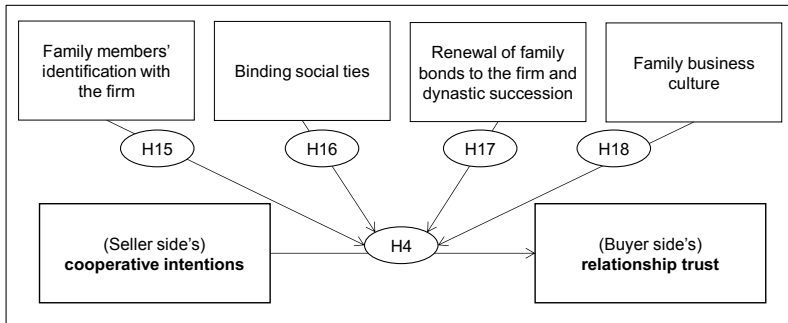 Family members'
identification with
the firm
Binding social ties
Renewal of family
bonds to the firm and
dynastic succession
Family business
culture
H15
H16
H17
H18
(Seller side's)
cooperative intentions
H4
(Buyer side's)
relationship trust